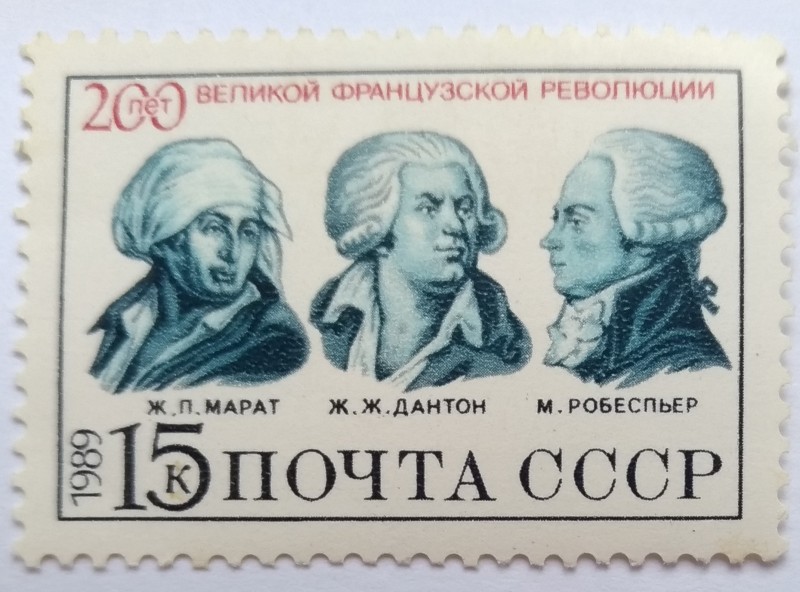 200 лет ВЕЛИКОЙ ФРАНЦУЗСКОЙ РЕВОЛЮЦИИ
Ж.П.МАРАТ Ж.Ж.ДАНТОН М.РОБЕСПЬЕР
1989 15 к ПОЧТА СССР